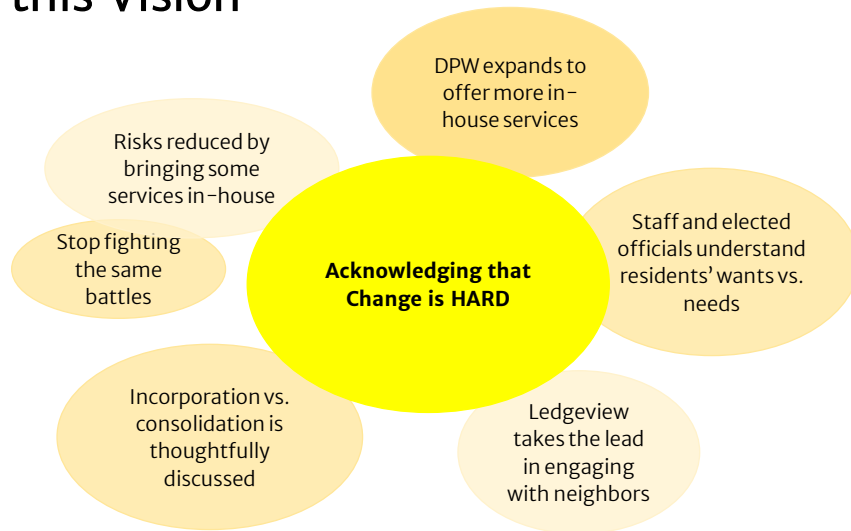 this Vision
DPW expands to
offer more in-
house services
Risks reduced by
bringing some
services in-house
Stop fighting
the same
battles
Acknowledging that
Change is HARD
Staff and elected
officials understand
residents' wants vs.
needs
Incorporation vs.
consolidation is
thoughtfully
discussed
Ledgeview
takes the lead
in engaging
with neighbors